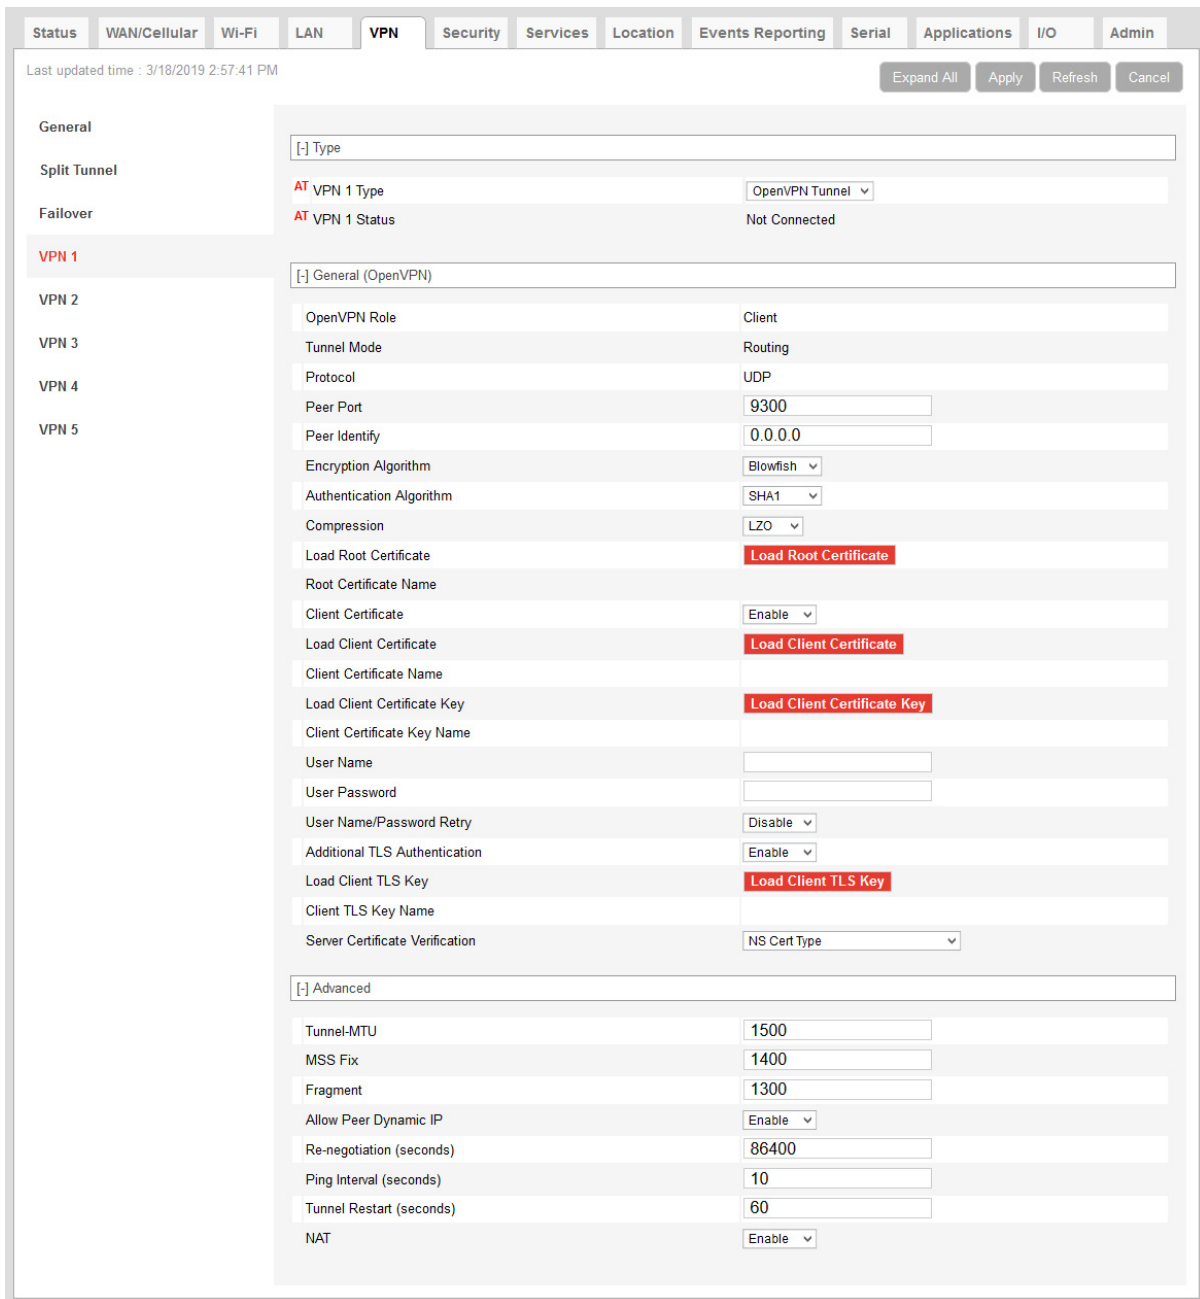 Status WAN/Cellular Wi-Fi LAN VPN Security Services Location Events Reporting Serial Applications I/O Admin
Last updated time : 3/18/2019 2:57:41 PM
Expand All Apply Refresh Cancel
General
Split Tunnel
Failover
VPN 1
VPN 2
VPN 3
VPN 4
VPN 5
[-] Type
AT VPN 1 Type OpenVPN Tunnel
AT VPN 1 Status Not Connected
[-] General (OpenVPN)
OpenVPN Role Client
Tunnel Mode Routing
Protocol UDP
Peer Port 9300
Peer Identify 0.0.0.0
Encryption Algorithm Blowfish
Authentication Algorithm SHA1
Compression LZO
Load Root Certificate Load Root Certificate
Root Certificate Name
Client Certificate Enable
Load Client Certificate Load Client Certificate
Client Certificate Name
Load Client Certificate Key Load Client Certificate Key
Client Certificate Key Name
User Name
User Password
User Name/Password Retry Disable
Additional TLS Authentication Enable
Load Client TLS Key Load Client TLS Key
Client TLS Key Name
Server Certificate Verification NS Cert Type
[-] Advanced
Tunnel-MTU 1500
MSS Fix 1400
Fragment 1300
Allow Peer Dynamic IP Enable
Re-negotiation (seconds) 86400
Ping Interval (seconds) 10
Tunnel Restart (seconds) 60
NAT Enable